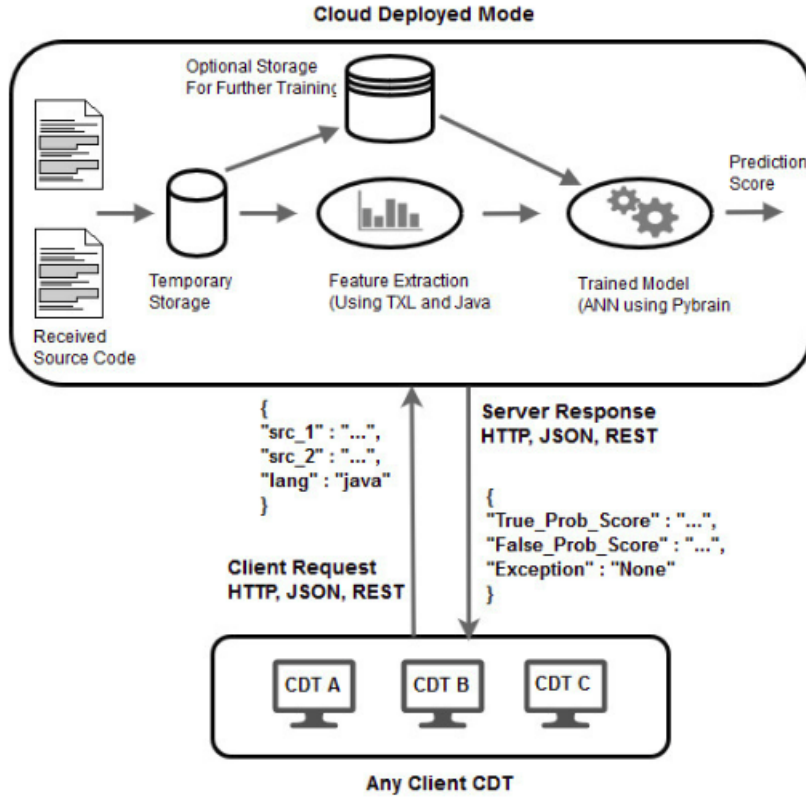 Cloud Deployed Mode
Optional Storage
For Further Training
Prediction
Score
Temporary
Storage
Feature Extraction
(Using TXL and Java
Trained Model
(ANN using Pybrain
Received
Source Code
{
"src_1" : "...",
"src_2" : "...",
"lang" : "java"
}
Client Request
HTTP, JSON, REST
Server Response
HTTP, JSON, REST
{
"True_Prob_Score" : "...",
"False_Prob_Score" : "...",
"Exception" : "None"
}
CDT A
CDT B
CDT C
Any Client CDT